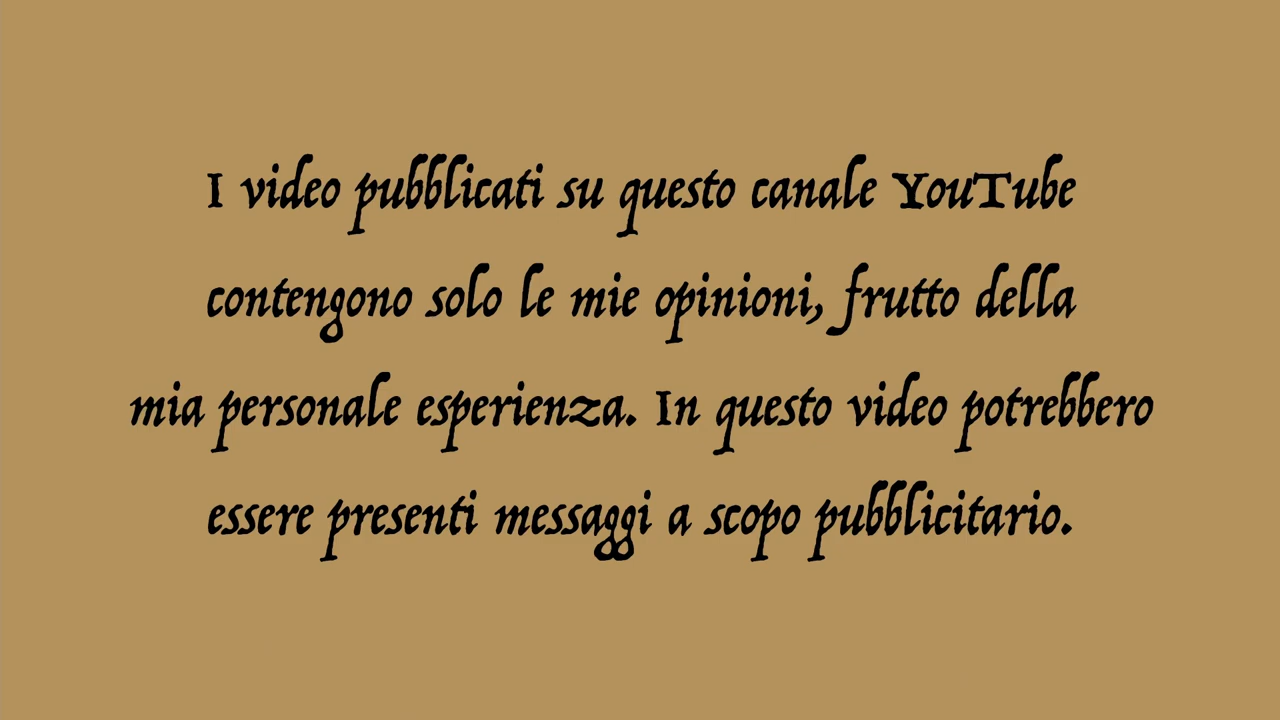 I video pubblicati su questo canale YouTube
contengono solo le mie opinioni, frutto della
mia personale esperienza. In questo video potrebbero
essere presenti messaggi a scopo pubblicitario.